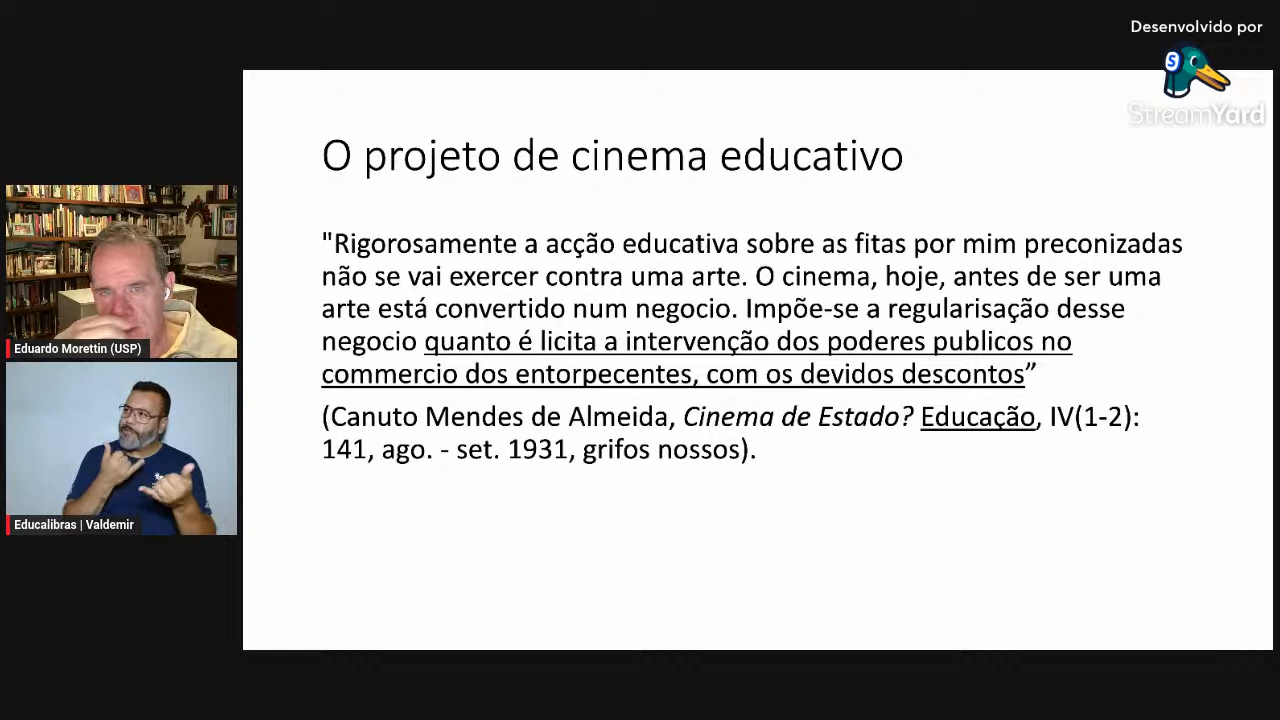 Desenvolvido por
StreamYard
O projeto de cinema educativo
"Rigorosamente a acção educativa sobre as fitas por mim preconizadas
não se vai exercer contra uma arte. O cinema, hoje, antes de ser uma
arte está convertido num negocio. Impõe-se a regularisação desse
negocio quanto é licita a intervenção dos poderes publicos no
commercio dos entorpecentes, com os devidos descontos”
(Canuto Mendes de Almeida, Cinema de Estado? Educação, IV(1-2):
141, ago. - set. 1931, grifos nossos).
Eduardo Morettin (USP)
Educalibras | Valdemir